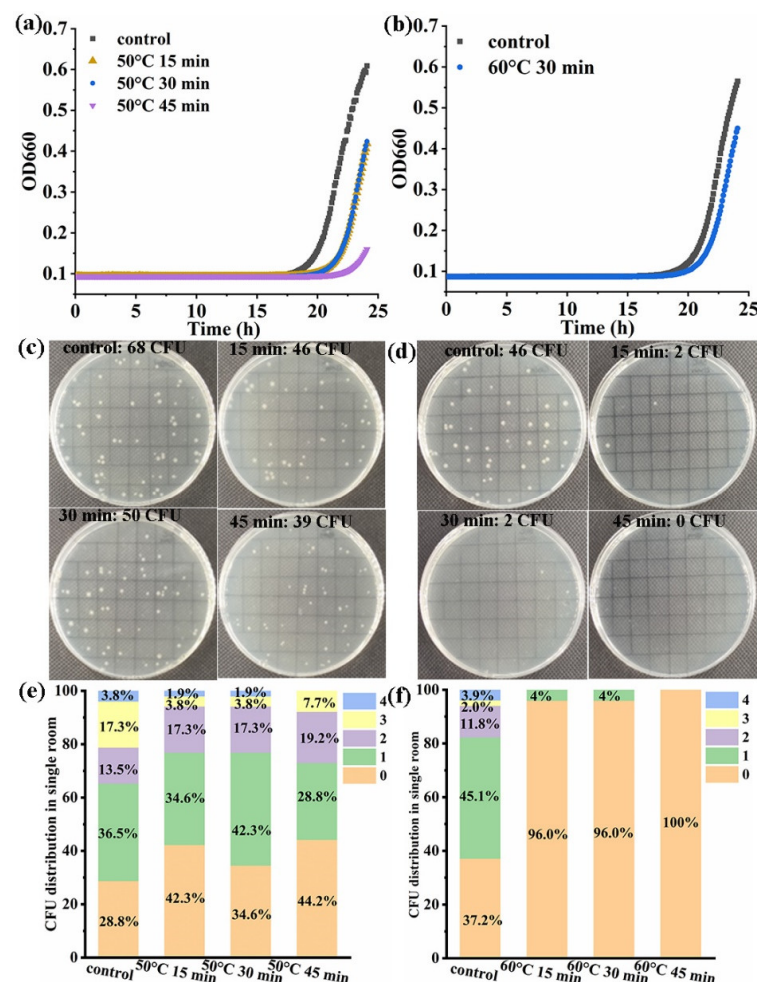 (a)
control
50°C 15 min
50°C 30 min
50°C 45 min
OD660
0.7
0.6
0.5
0.4
0.3
0.2
0.1
0 5 10 15 20 25
Time (h)
(b)
control
60°C 30 min
OD660
0.7
0.6
0.5
0.4
0.3
0.2
0.1
0 5 10 15 20 25
Time (h)
(c)
control: 68 CFU
15 min: 46 CFU
30 min: 50 CFU
45 min: 39 CFU
(d)
control: 46 CFU
15 min: 2 CFU
30 min: 2 CFU
45 min: 0 CFU
(e)
CFU distribution in single room
100
80
60
40
20
0
3.8%
17.3%
13.5%
36.5%
28.8%
1.9%
3.8%
17.3%
34.6%
42.3%
1.9%
3.8%
17.3%
42.3%
34.6%
7.7%
19.2%
28.8%
44.2%
4
3
2
1
0
control 50°C 15 min 50°C 30 min 50°C 45 min
(f)
CFU distribution in single room
100
80
60
40
20
0
3.9%
2.0%
11.8%
45.1%
37.2%
4%
96.0%
4%
96.0%
100%
4
3
2
1
0
control 60°C 15 min 60°C 30 min 60°C 45 min